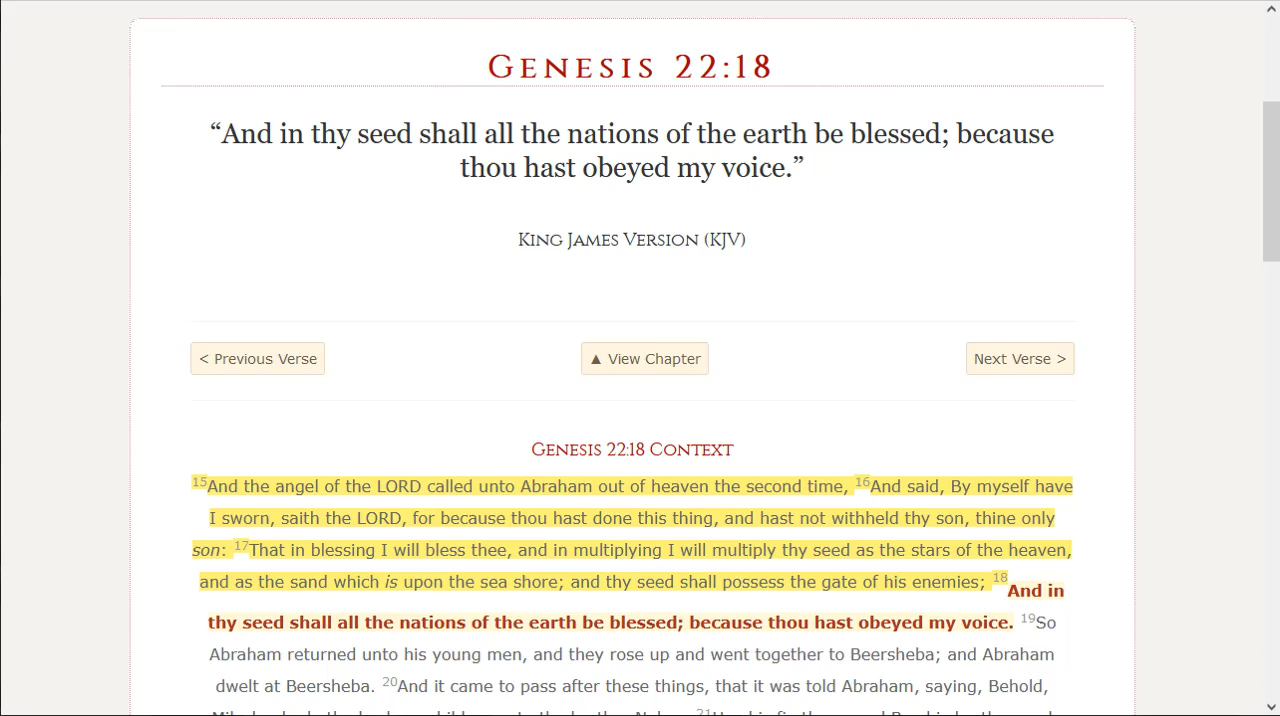 Genesis 22:18
“And in thy seed shall all the nations of the earth be blessed; because
thou hast obeyed my voice.”
King James Version (KJV)
< Previous Verse
▲ View Chapter
Next Verse >
Genesis 22:18 Context
15And the angel of the LORD called unto Abraham out of heaven the second time, 16And said, By myself have
I sworn, saith the LORD, for because thou hast done this thing, and hast not withheld thy son, thine only
son: 17That in blessing I will bless thee, and in multiplying I will multiply thy seed as the stars of the heaven,
and as the sand which is upon the sea shore; and thy seed shall possess the gate of his enemies; 18And in
thy seed shall all the nations of the earth be blessed; because thou hast obeyed my voice. 19So
Abraham returned unto his young men, and they rose up and went together to Beersheba; and Abraham
dwelt at Beersheba. 20And it came to pass after these things, that it was told Abraham, saying, Behold,